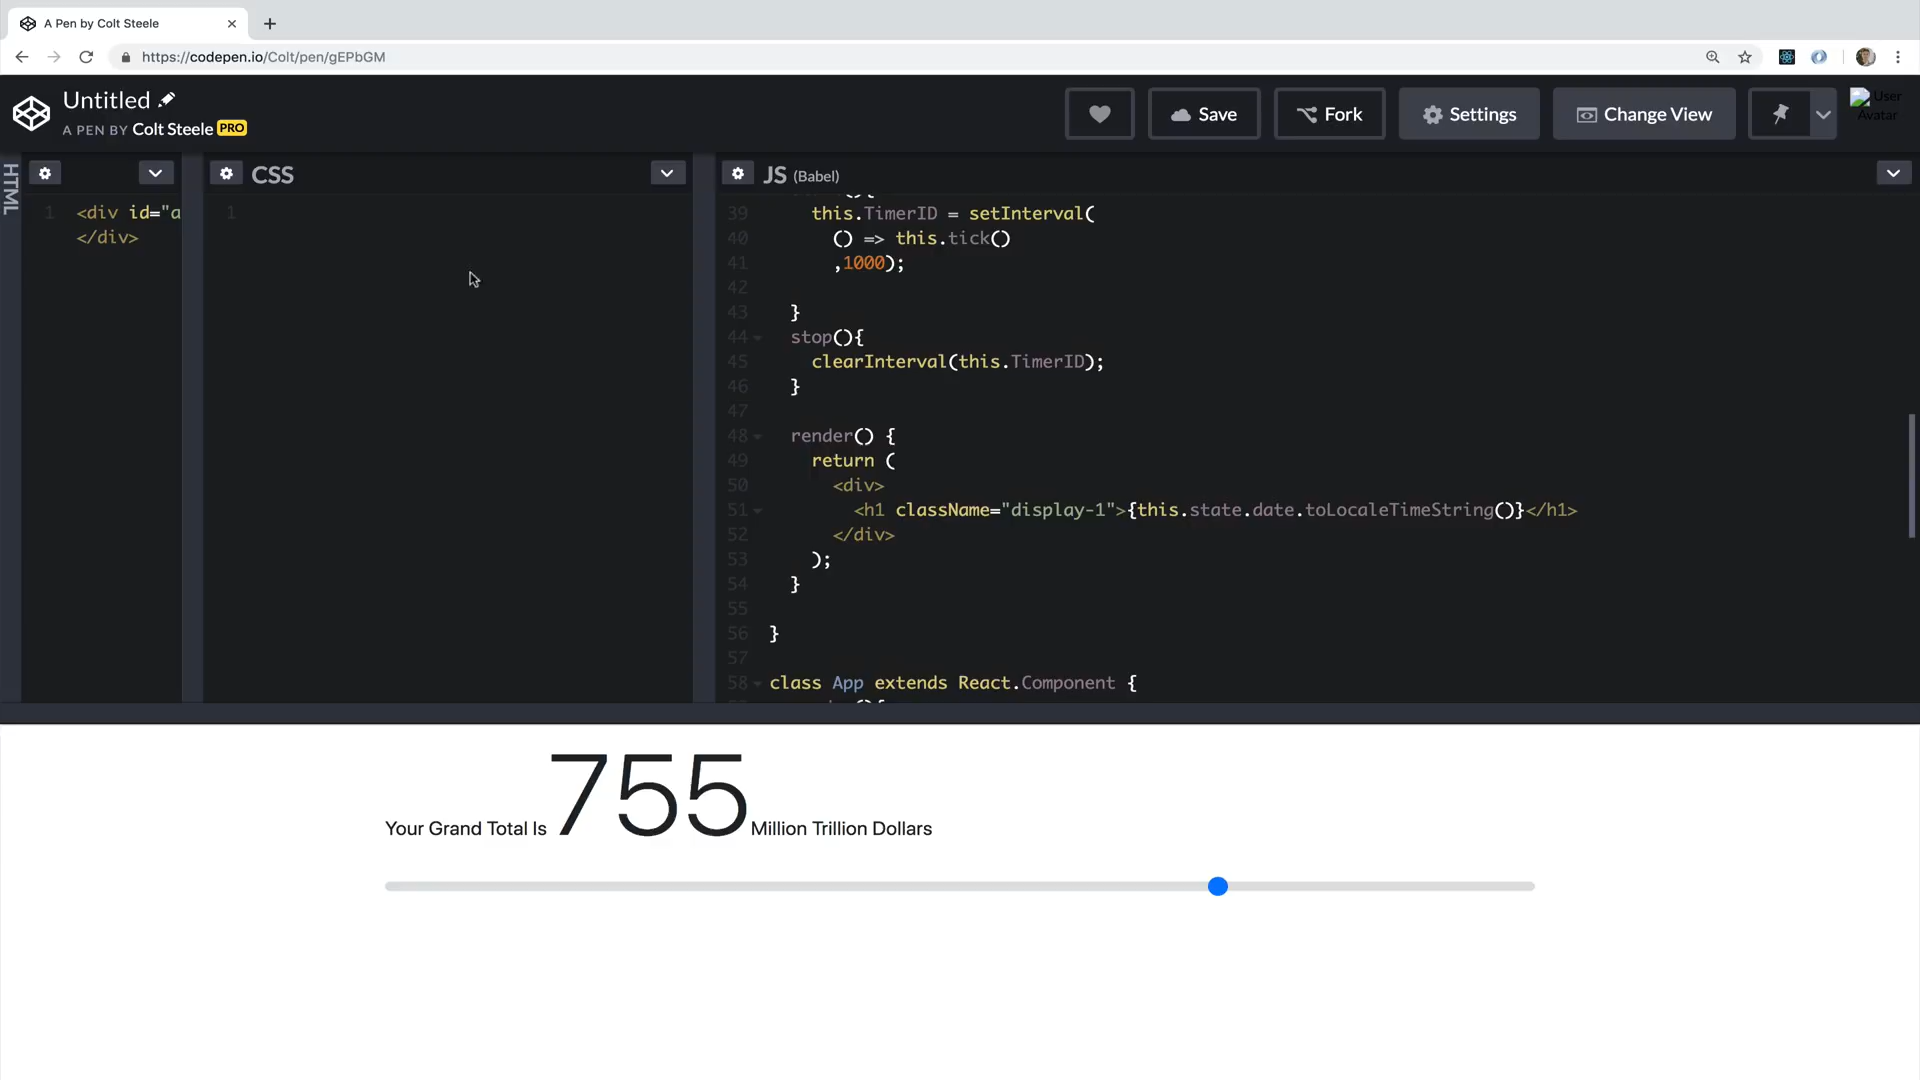 A Pen by Colt Steele
https://codepen.io/Colt/pen/gEPbGM
Untitled
A PEN BY Colt Steele PRO
Save
Fork
Settings
Change View
User
Avatar
HTML
1 <div id="a
</div>
CSS
1
JS (Babel)
39 this.TimerID = setInterval(
40 () => this.tick()
41 ,1000);
42
43 }
44 stop(){
45 clearInterval(this.TimerID);
46 }
47
48 render() {
49 return (
50 <div>
51 <h1 className="display-1">{this.state.date.toLocaleTimeString()}</h1>
52 </div>
53 );
54 }
55
56 }
57
58 class App extends React.Component {
Your Grand Total Is 755 Million Trillion Dollars